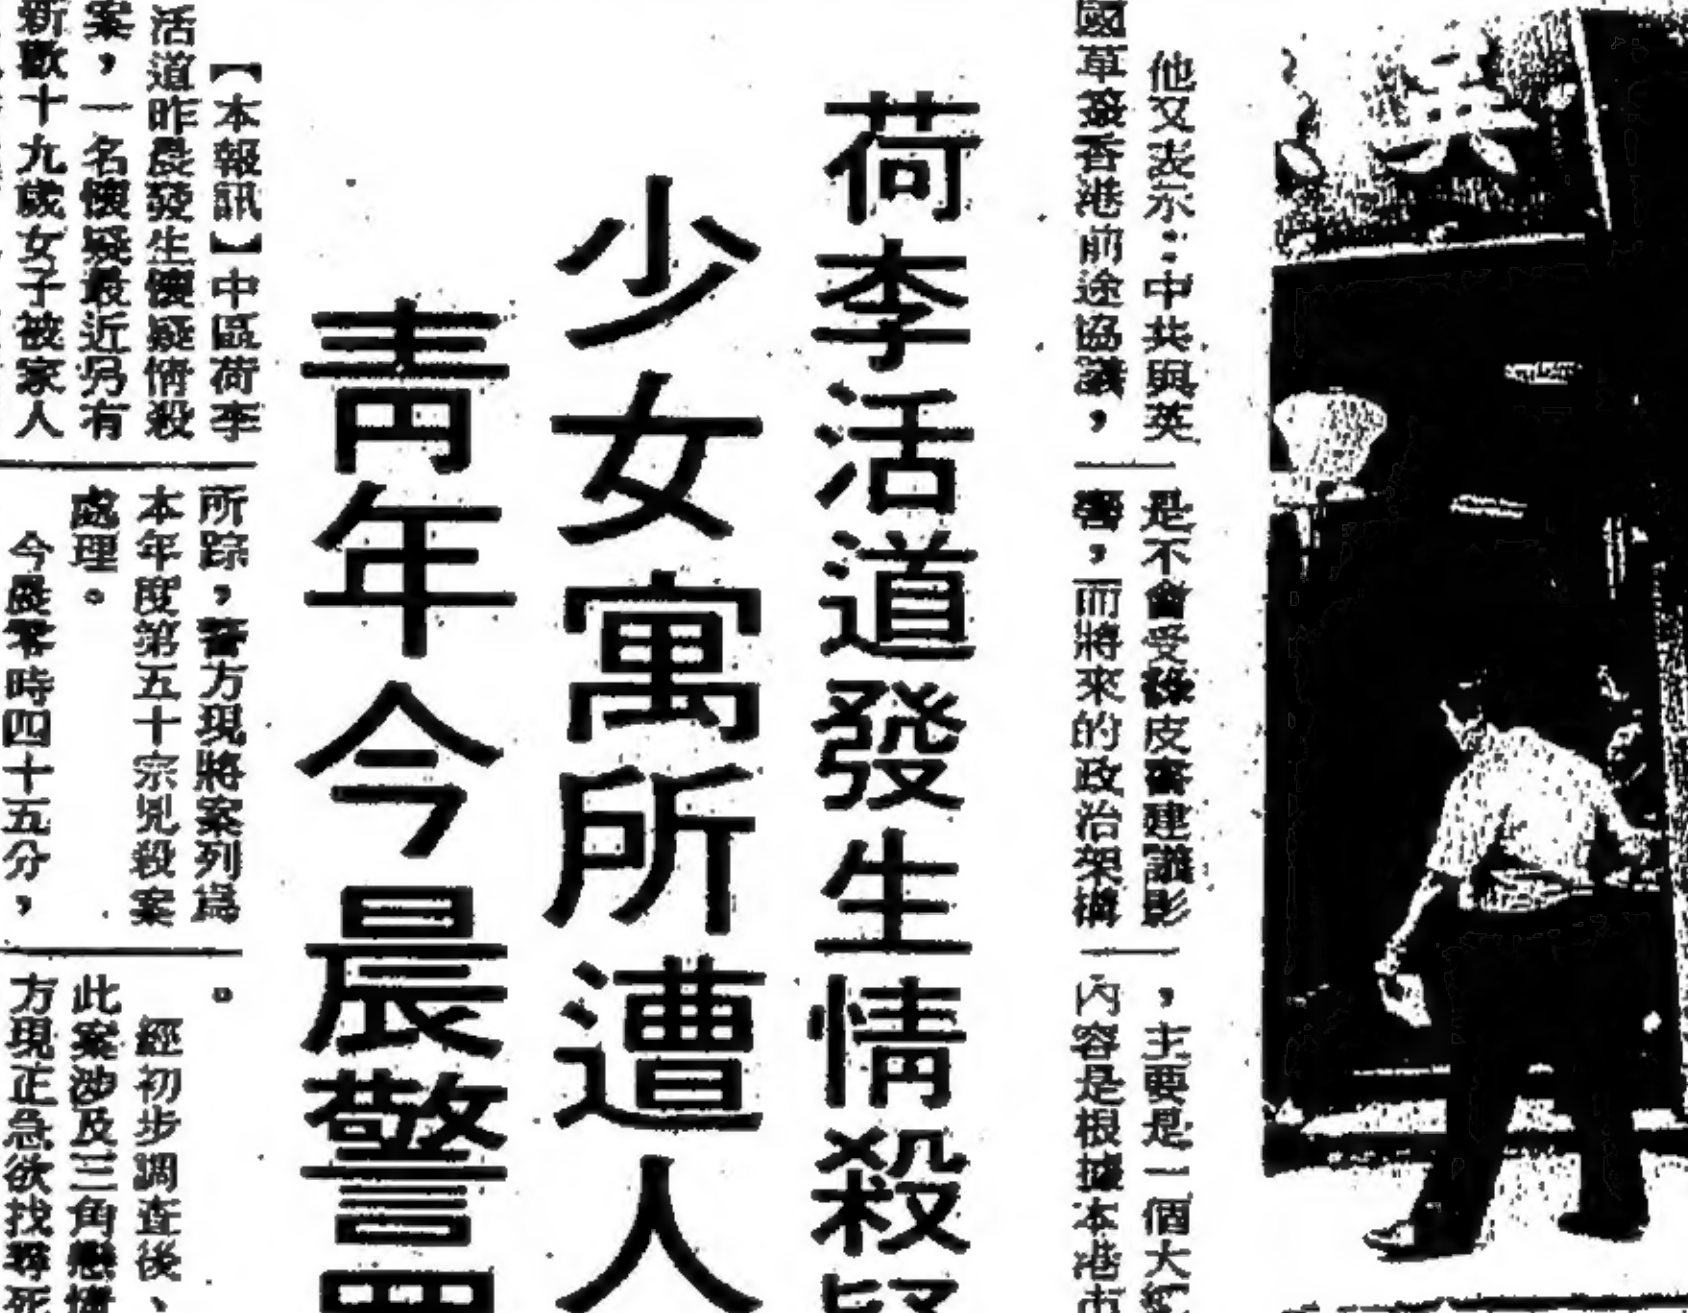 他又表示：中共與英
國草簽香港前途協議，
是不會受綠皮書建議影
響，而將來的政治架構
，主要是一個大
內容是根據本港市
荷李活道發生情殺
少女寓所遭人
青年今晨警
【本報訊】中區荷李
活道昨晨發生懷疑情殺
案，一名懷疑最近另有
新歡十九歲女子被家人
所踪，警方現將案列爲
本年度第五十宗兇殺案
處理。
今晨零時四十五分，
。
經初步調查後、
此案涉及三角戀情
方現正急欲找尋死